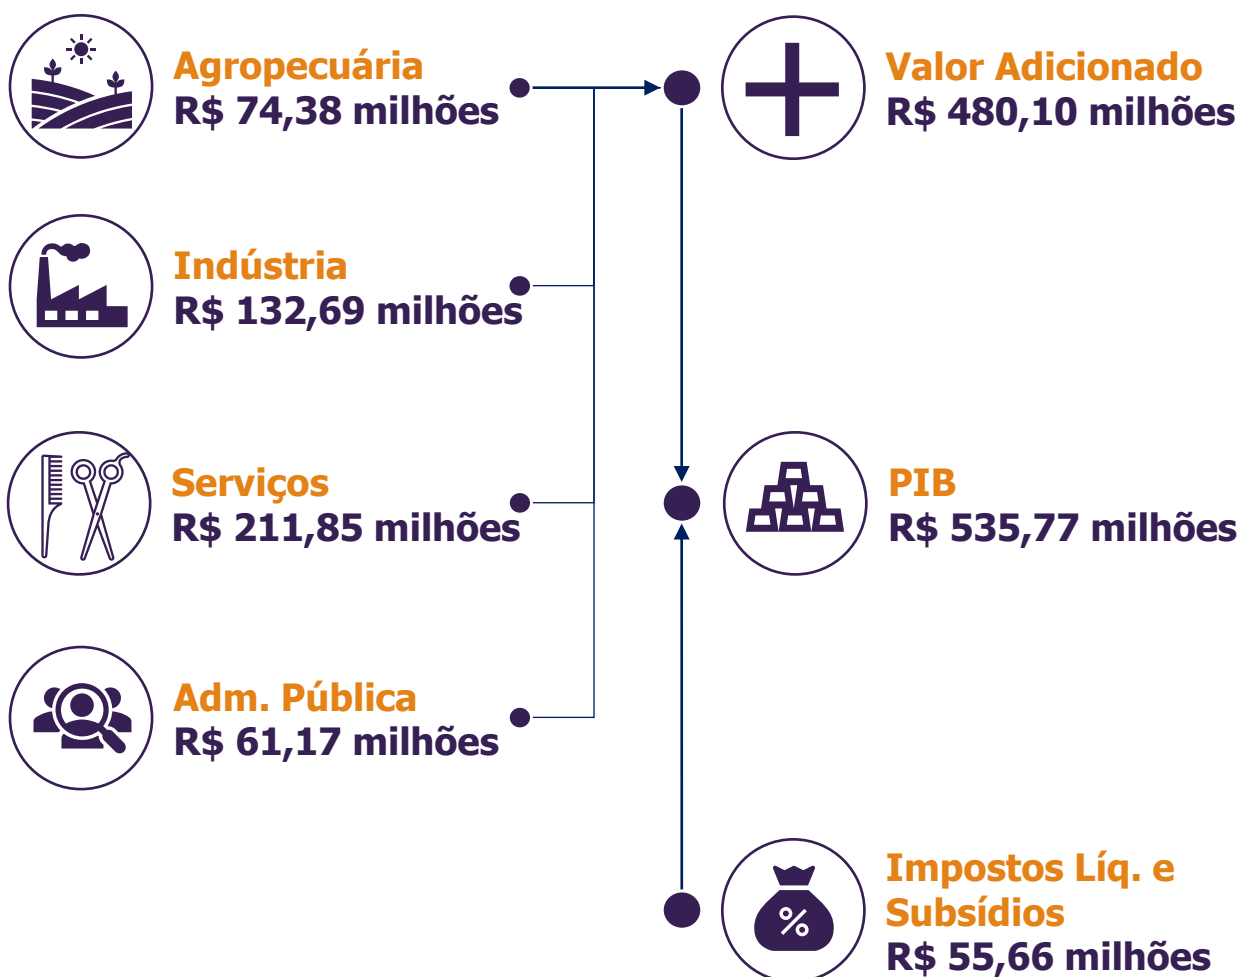 Agropecuária
R$ 74,38 milhões
Valor Adicionado
R$ 480,10 milhões
Indústria
R$ 132,69 milhões
Serviços
R$ 211,85 milhões
PIB
R$ 535,77 milhões
Adm. Pública
R$ 61,17 milhões
Impostos Líq. e
Subsídios
R$ 55,66 milhões
%